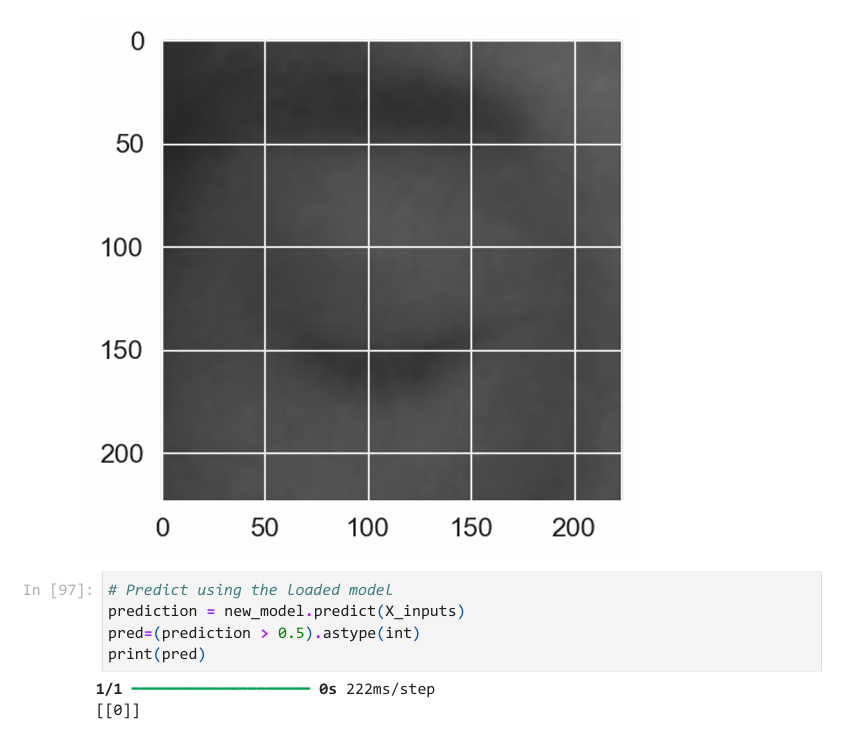 0
50
100
150
200
0 50 100 150 200
In [97]: # Predict using the loaded model
prediction = new_model.predict(X_inputs)
pred=(prediction > 0.5).astype(int)
print(pred)
1/1 ━━━━━━━━━━━━━━━━━━━━ 0s 222ms/step
[[0]]